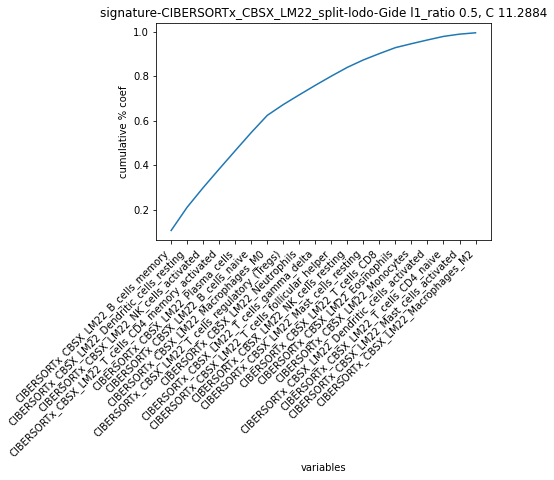 signature-CIBERSORTx_CBSX_LM22_split-lodo-Gide l1_ratio 0.5, C 11.2884
cumulative % coef
1.0
0.8
0.6
0.4
0.2
CIBERSORTx_CBSX_LM22_B_cells_memory
CIBERSORTx_CBSX_LM22_Dendritic_cells_resting
CIBERSORTx_CBSX_LM22_NK_cells_activated
CIBERSORTx_CBSX_LM22_T_cells_CD4_memory_activated
CIBERSORTx_CBSX_LM22_Plasma_cells
CIBERSORTx_CBSX_LM22_B_cells_naive
CIBERSORTx_CBSX_LM22_Macrophages_M0
CIBERSORTx_CBSX_LM22_T_cells_regulatory_(Tregs)
CIBERSORTx_CBSX_LM22_Neutrophils
CIBERSORTx_CBSX_LM22_T_cells_gamma_delta
CIBERSORTx_CBSX_LM22_T_cells_follicular_helper
CIBERSORTx_CBSX_LM22_NK_cells_resting
CIBERSORTx_CBSX_LM22_Mast_cells_resting
CIBERSORTx_CBSX_LM22_T_cells_CD8
CIBERSORTx_CBSX_LM22_Eosinophils
CIBERSORTx_CBSX_LM22_Monocytes
CIBERSORTx_CBSX_LM22_Dendritic_cells_activated
CIBERSORTx_CBSX_LM22_T_cells_CD4_naive
CIBERSORTx_CBSX_LM22_Mast_cells_activated
CIBERSORTx_CBSX_LM22_Macrophages_M2
variables